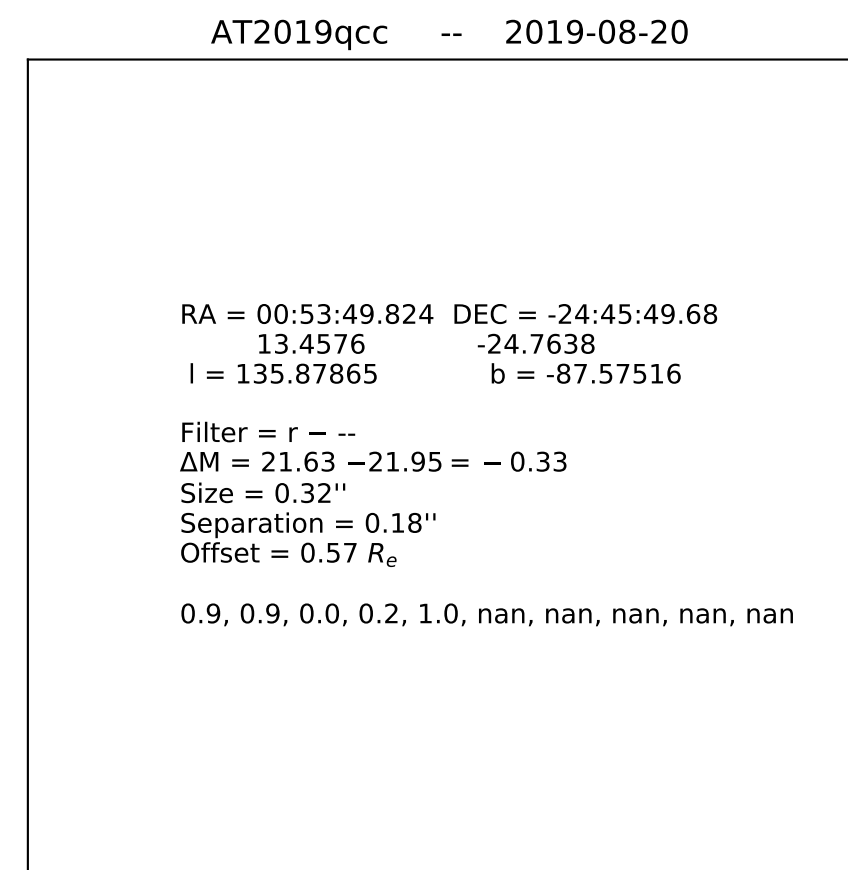 AT2019qcc -- 2019-08-20
RA = 00:53:49.824 DEC = -24:45:49.68
13.4576 -24.7638
l = 135.87865 b = -87.57516
Filter = r − --
ΔM = 21.63 −21.95 = − 0.33
Size = 0.32''
Separation = 0.18''
Offset = 0.57 Rₑ
0.9, 0.9, 0.0, 0.2, 1.0, nan, nan, nan, nan, nan